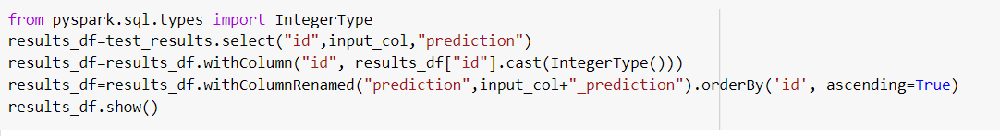 from pyspark.sql.types import IntegerType
results_df=test_results.select("id",input_col,"prediction")
results_df=results_df.withColumn("id", results_df["id"].cast(IntegerType()))
results_df=results_df.withColumnRenamed("prediction",input_col+"_prediction").orderBy('id', ascending=True)
results_df.show()